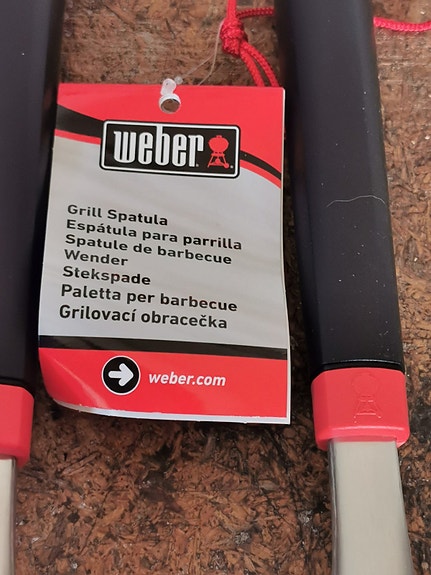 weber
Grill Spatula
Espátula para parrilla
Spatule de barbecue
Wender
Stekspade
Paletta per barbecue
Grilovací obracečka
weber.com